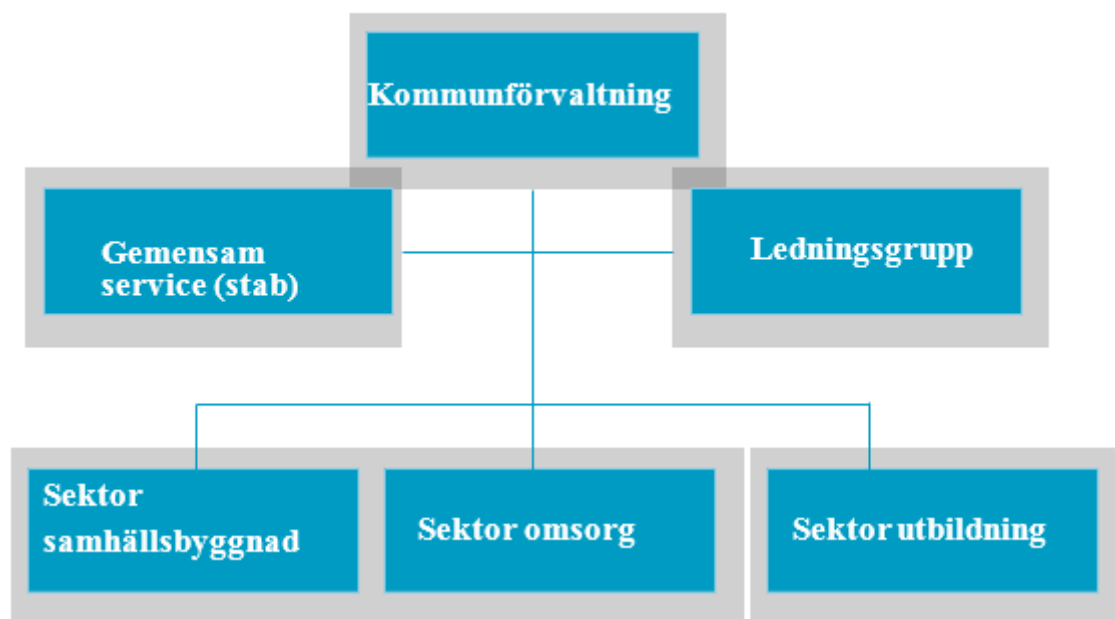 Kommunförvaltning
Gemensam
service (stab)
Ledningsgrupp
Sektor
samhällsbyggnad
Sektor omsorg
Sektor utbildning